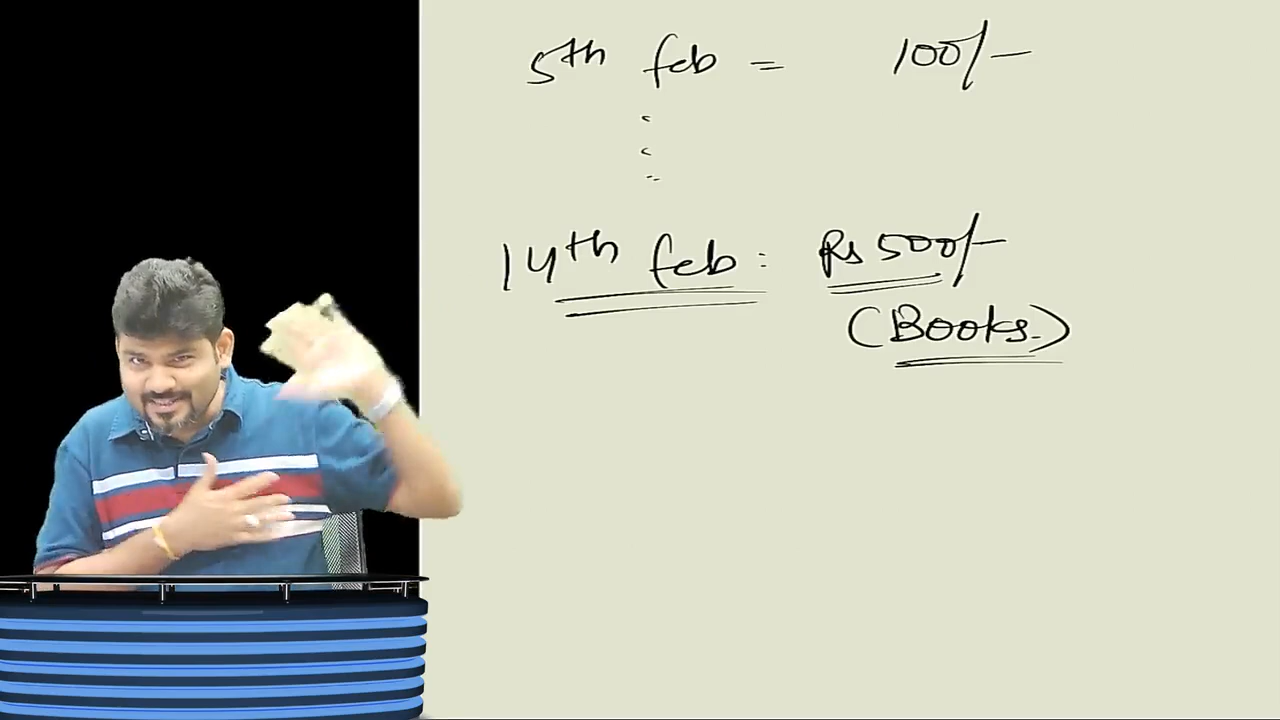 5th feb = 100/-
14th feb : Rs 500/-
(Books.)